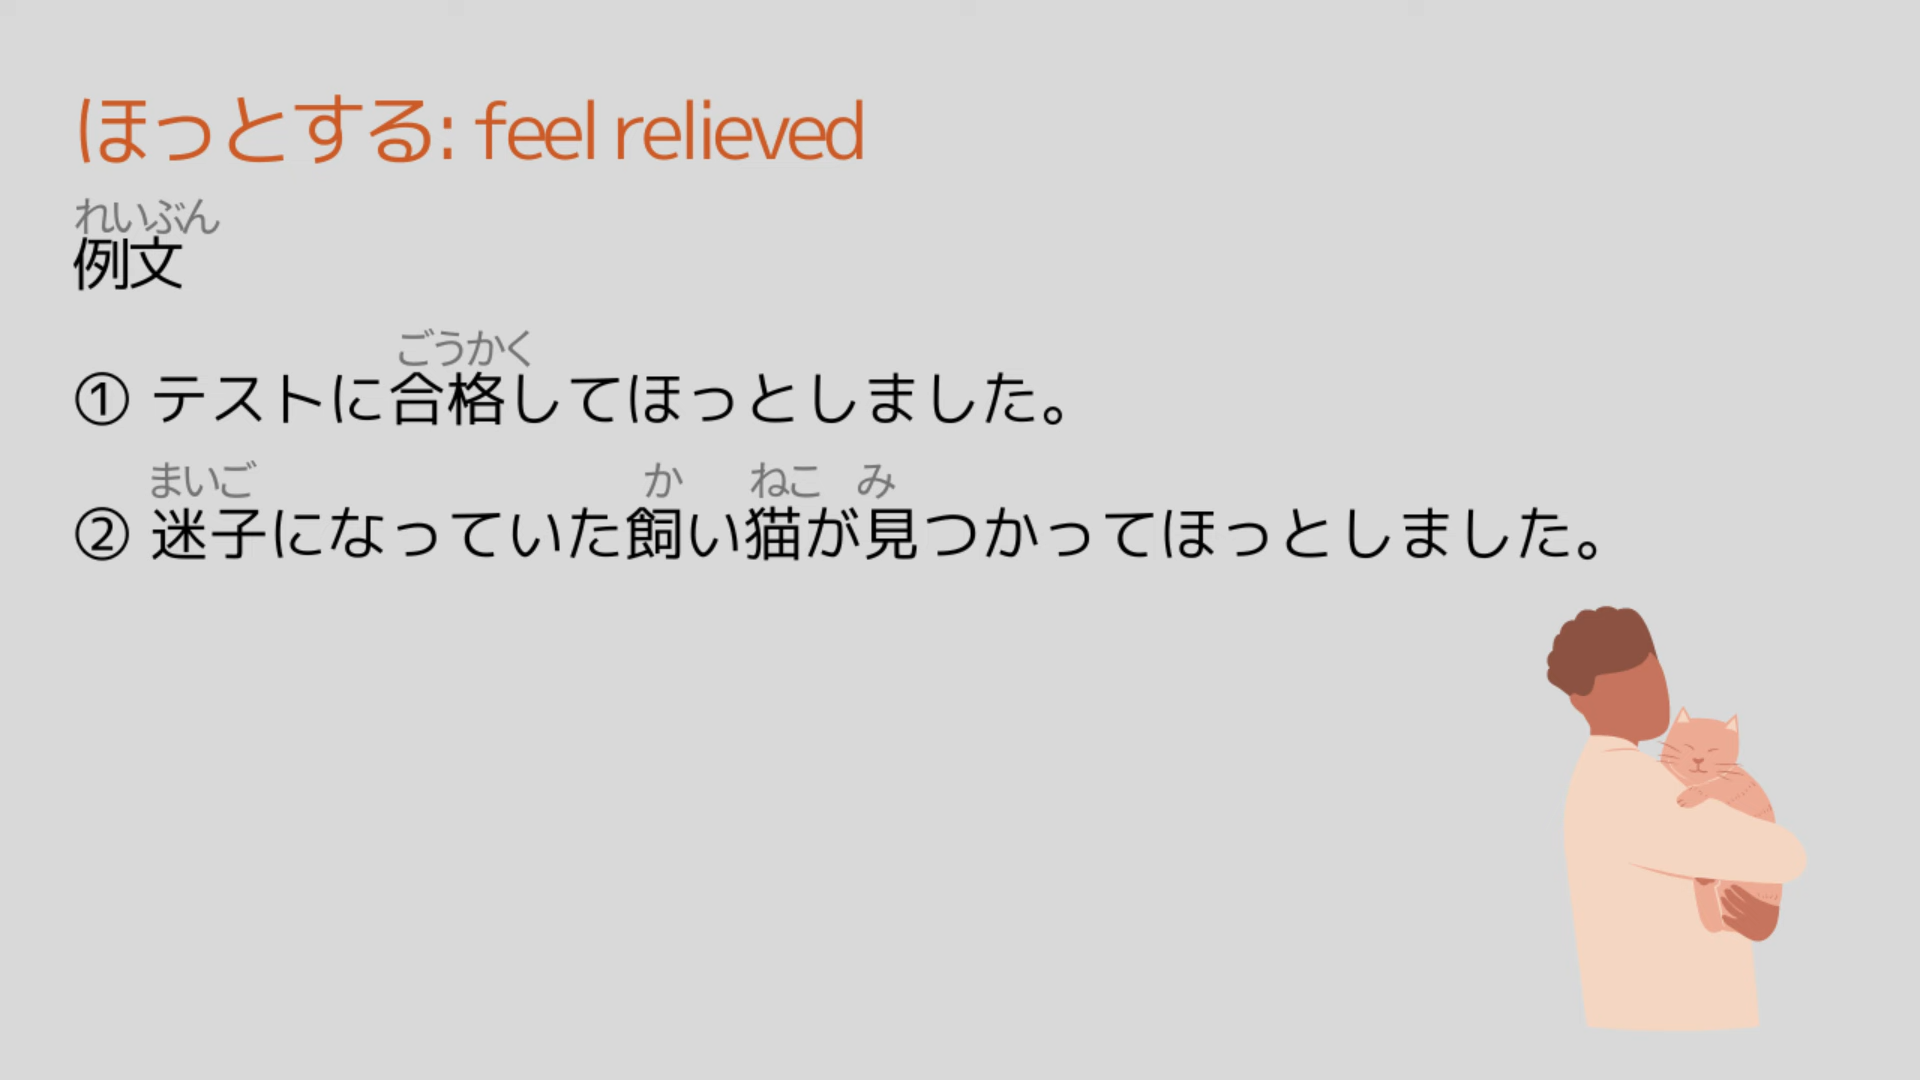 ほっとする: feel relieved
れいぶん
例文
ごうかく
① テストに合格してほっとしました。
まいご か ねこ み
② 迷子になっていた飼い猫が見つかってほっとしました。